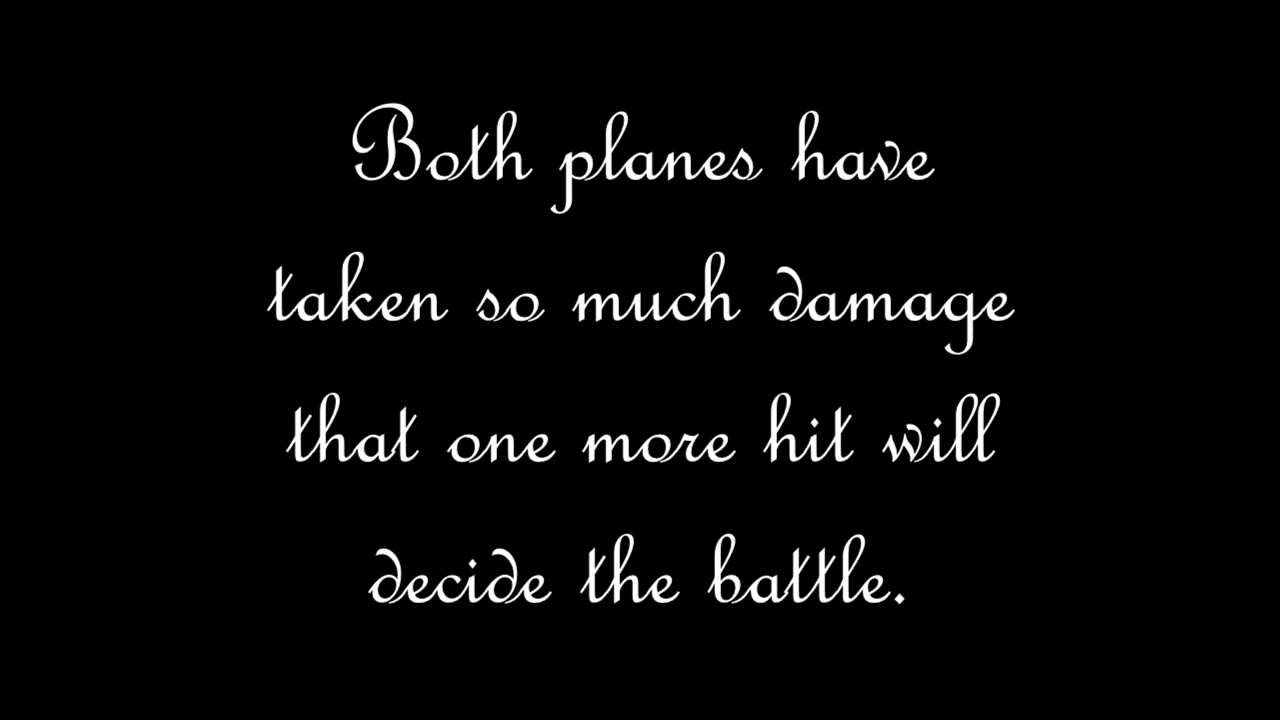 Both planes have
taken so much damage
that one more hit will
decide the battle.